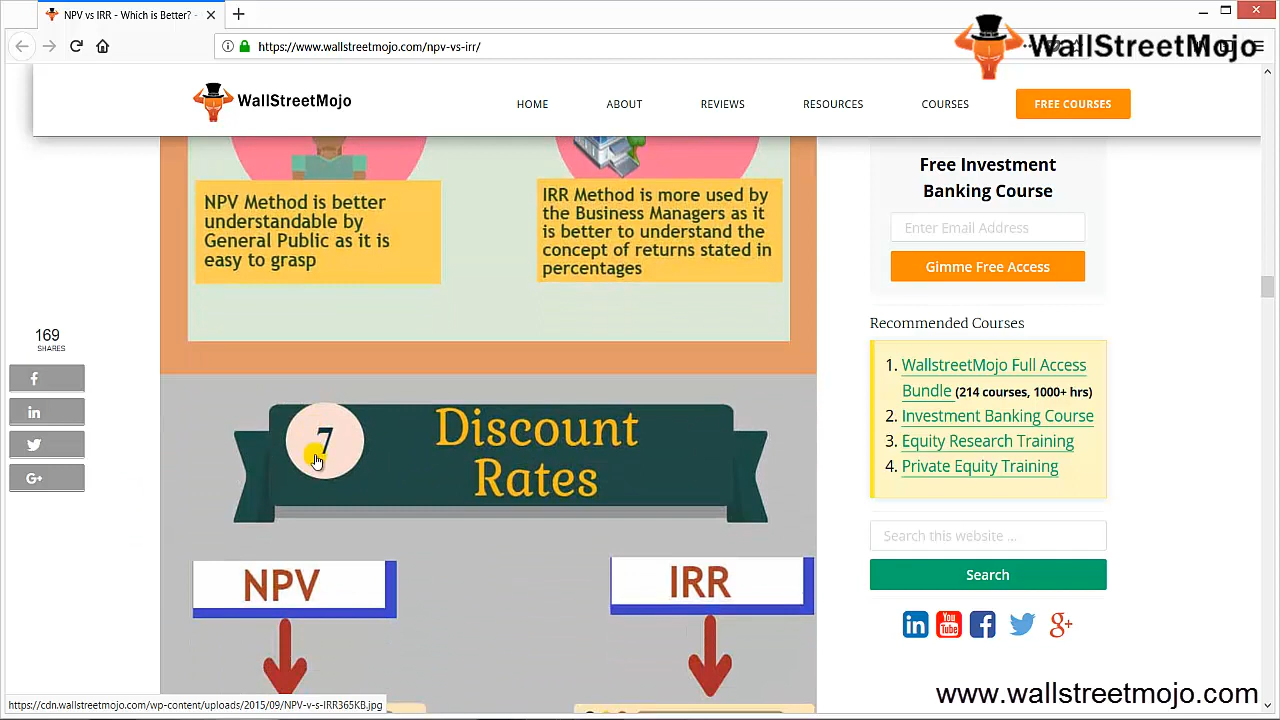 NPV vs IRR - Which is Better? -
https://www.wallstreetmojo.com/npv-vs-irr/
WallStreetMojo
WallStreetMojo
HOME
ABOUT
REVIEWS
RESOURCES
COURSES
FREE COURSES
NPV Method is better
understandable by
General Public as it is
easy to grasp
IRR Method is more used by
the Business Managers as it
is better to understand the
concept of returns stated in
percentages
Free Investment
Banking Course
Enter Email Address
Gimme Free Access
169
SHARES
Recommended Courses
1. WallstreetMojo Full Access
Bundle (214 courses, 1000+ hrs)
2. Investment Banking Course
3. Equity Research Training
4. Private Equity Training
7
Discount
Rates
Search this website ...
Search
NPV
IRR
You
Tube
https://cdn.wallstreetmojo.com/wp-content/uploads/2015/09/NPV-v-s-IRR365KB.jpg
www.wallstreetmojo.com